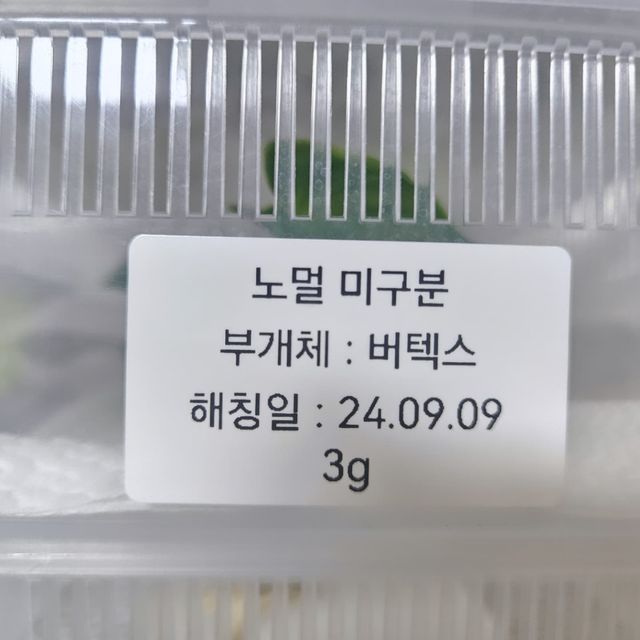 노멀 미구분
부개체 : 버텍스
해칭일 : 24.09.09
3g